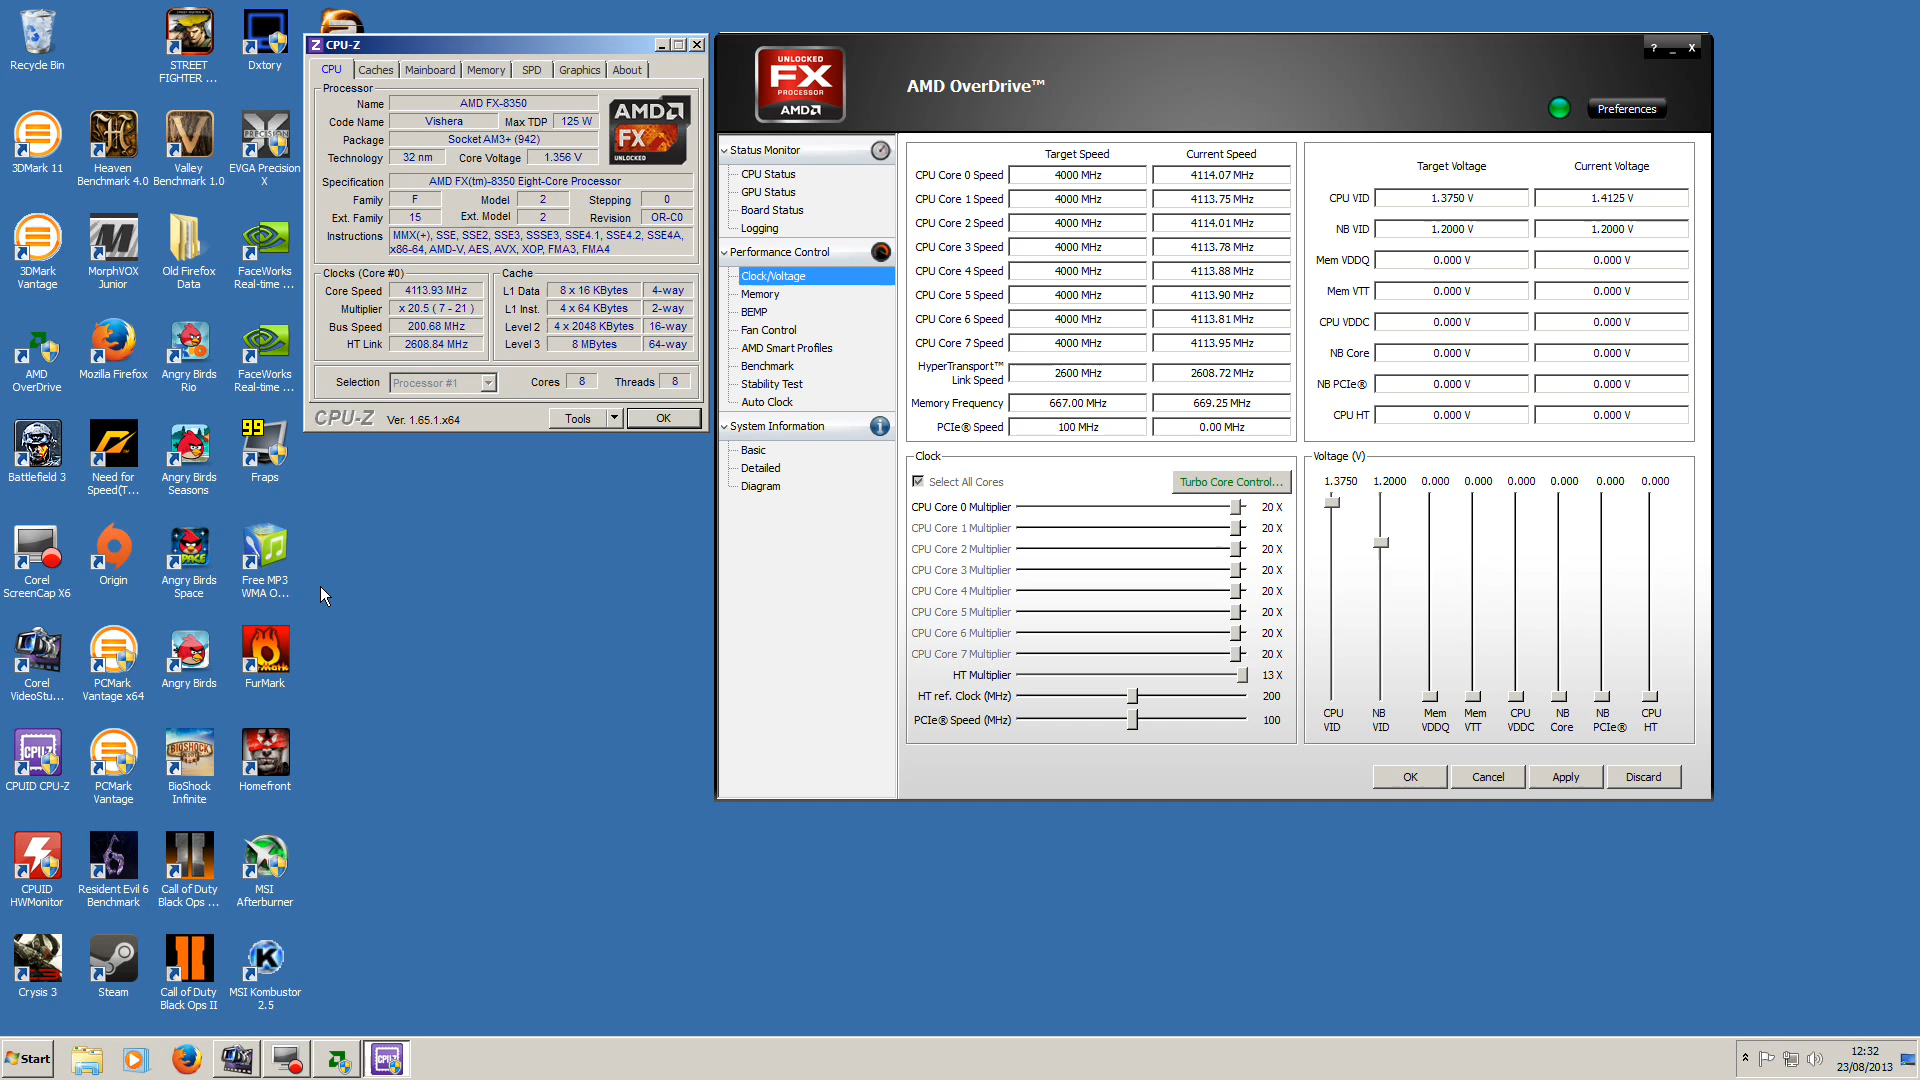 Recycle Bin
STREET
FIGHTER ...
Dxtory
3DMark 11
Heaven
Benchmark 4.0
Valley
Benchmark 1.0
EVGA Precision
X
3DMark
Vantage
MorphVOX
Junior
Old Firefox
Data
FaceWorks
Real-time ...
AMD
OverDrive
Mozilla Firefox
Angry Birds
Rio
FaceWorks
Real-time ...
Battlefield 3
Need for
Speed(T...
Angry Birds
Seasons
99
Fraps
Corel
ScreenCap X6
Origin
Angry Birds
Space
Free MP3
WMA O...
Corel
VideoStu...
PCMark
Vantage x64
Angry Birds
FurMark
CPUID CPU-Z
PCMark
Vantage
BioShock
Infinite
Homefront
CPUID
HWMonitor
Resident Evil 6
Benchmark
Call of Duty
Black Ops ...
MSI
Afterburner
Crysis 3
Steam
Call of Duty
Black Ops II
MSI Kombustor
2.5
CPU-Z
CPU Caches Mainboard Memory SPD Graphics About
Processor
Name AMD FX-8350
Code Name Vishera Max TDP 125 W
Package Socket AM3+ (942)
Technology 32 nm Core Voltage 1.356 V
AMD
FX
UNLOCKED
Specification AMD FX(tm)-8350 Eight-Core Processor
Family F Model 2 Stepping 0
Ext. Family 15 Ext. Model 2 Revision OR-C0
Instructions MMX(+), SSE, SSE2, SSE3, SSSE3, SSE4.1, SSE4.2, SSE4A,
x86-64, AMD-V, AES, AVX, XOP, FMA3, FMA4
Clocks (Core #0)
Core Speed 4113.93 MHz
Multiplier x 20.5 ( 7 - 21 )
Bus Speed 200.68 MHz
HT Link 2608.84 MHz
Cache
L1 Data 8 x 16 KBytes 4-way
L1 Inst. 4 x 64 KBytes 2-way
Level 2 4 x 2048 KBytes 16-way
Level 3 8 MBytes 64-way
Selection Processor #1 Cores 8 Threads 8
CPU-Z Ver. 1.65.1.x64 Tools OK
UNLOCKED
FX
PROCESSOR
AMD
AMD OverDrive™
? _ X
Preferences
Status Monitor
CPU Status
GPU Status
Board Status
Logging
Performance Control
Clock/Voltage
Memory
BEMP
Fan Control
AMD Smart Profiles
Benchmark
Stability Test
Auto Clock
System Information
Basic
Detailed
Diagram
Target Speed Current Speed
CPU Core 0 Speed 4000 MHz 4114.07 MHz
CPU Core 1 Speed 4000 MHz 4113.75 MHz
CPU Core 2 Speed 4000 MHz 4114.01 MHz
CPU Core 3 Speed 4000 MHz 4113.78 MHz
CPU Core 4 Speed 4000 MHz 4113.88 MHz
CPU Core 5 Speed 4000 MHz 4113.90 MHz
CPU Core 6 Speed 4000 MHz 4113.81 MHz
CPU Core 7 Speed 4000 MHz 4113.95 MHz
HyperTransport™
Link Speed 2600 MHz 2608.72 MHz
Memory Frequency 667.00 MHz 669.25 MHz
PCIe® Speed 100 MHz 0.00 MHz
Target Voltage Current Voltage
CPU VID 1.3750 V 1.4125 V
NB VID 1.2000 V 1.2000 V
Mem VDDQ 0.000 V 0.000 V
Mem VTT 0.000 V 0.000 V
CPU VDDC 0.000 V 0.000 V
NB Core 0.000 V 0.000 V
NB PCIe® 0.000 V 0.000 V
CPU HT 0.000 V 0.000 V
Clock
Select All Cores Turbo Core Control...
CPU Core 0 Multiplier 20 X
CPU Core 1 Multiplier 20 X
CPU Core 2 Multiplier 20 X
CPU Core 3 Multiplier 20 X
CPU Core 4 Multiplier 20 X
CPU Core 5 Multiplier 20 X
CPU Core 6 Multiplier 20 X
CPU Core 7 Multiplier 20 X
HT Multiplier 13 X
HT ref. Clock (MHz) 200
PCIe® Speed (MHz) 100
Voltage (V)
1.3750 1.2000 0.000 0.000 0.000 0.000 0.000 0.000
CPU NB Mem Mem CPU NB NB CPU
VID VID VDDQ VTT VDDC Core PCIe® HT
OK Cancel Apply Discard
Start
12:32
23/08/2013